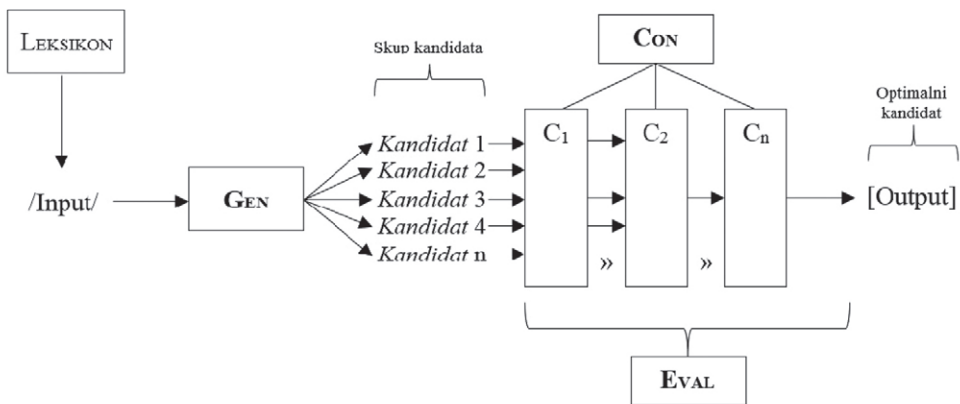 LEKSIKON
Skup kandidata
CON
Optimalni
kandidat
Kandidat 1
Kandidat 2
Kandidat 3
Kandidat 4
Kandidat n
C1
C2
Cn
/Input/
GEN
[Output]
»
»
EVAL